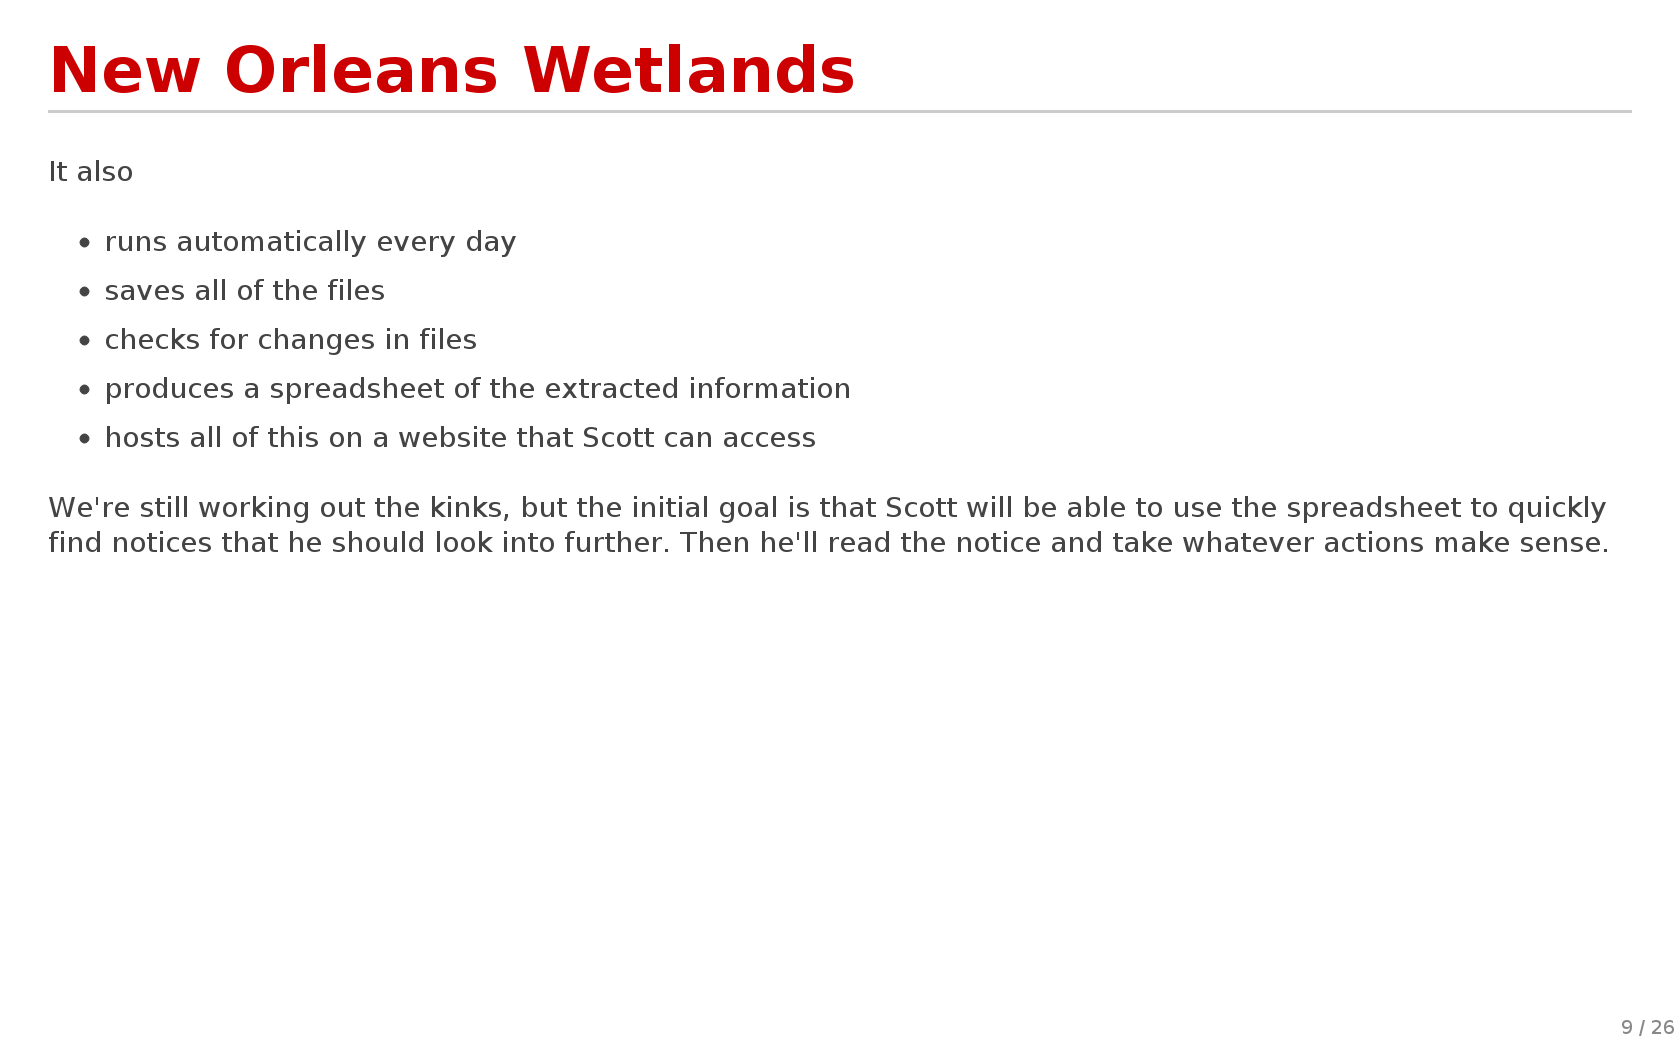 New Orleans Wetlands
It also
• runs automatically every day
• saves all of the files
• checks for changes in files
• produces a spreadsheet of the extracted information
• hosts all of this on a website that Scott can access
We're still working out the kinks, but the initial goal is that Scott will be able to use the spreadsheet to quickly
find notices that he should look into further. Then he'll read the notice and take whatever actions make sense.
9 / 26